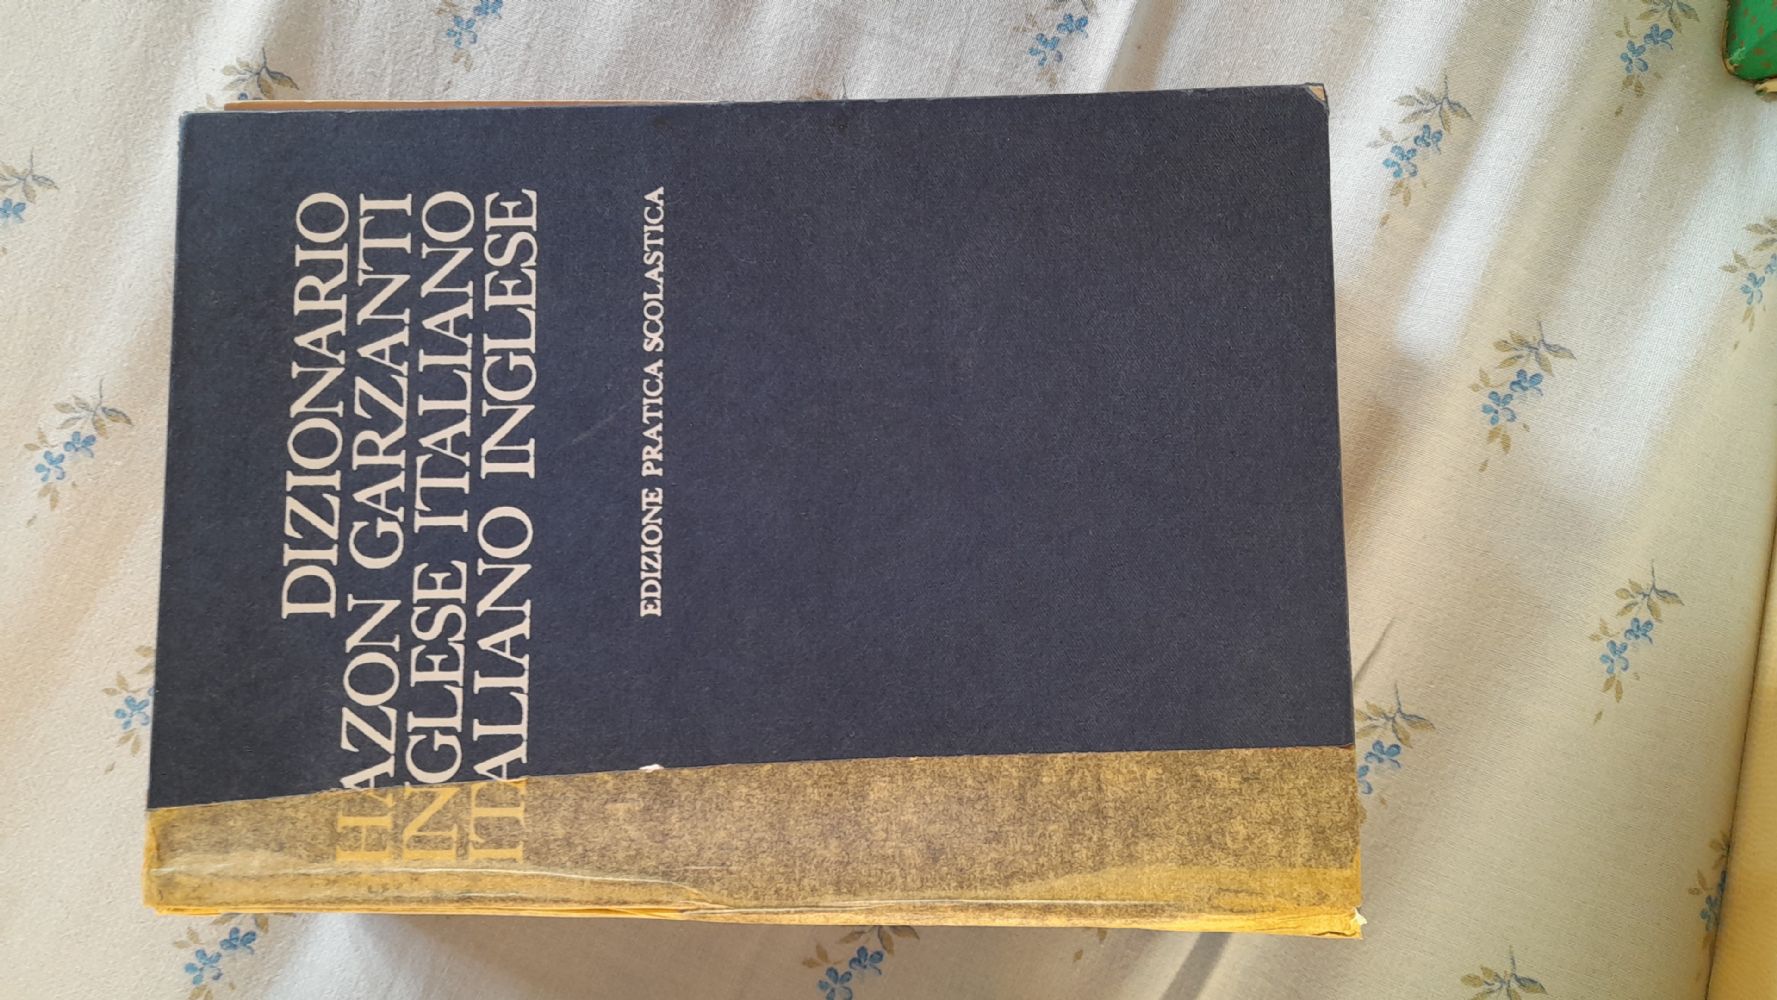 DIZIONARIO
HAZON GARZANTI
INGLESE ITALIANO
ITALIANO INGLESE
EDIZIONE PRATICA SCOLASTICA